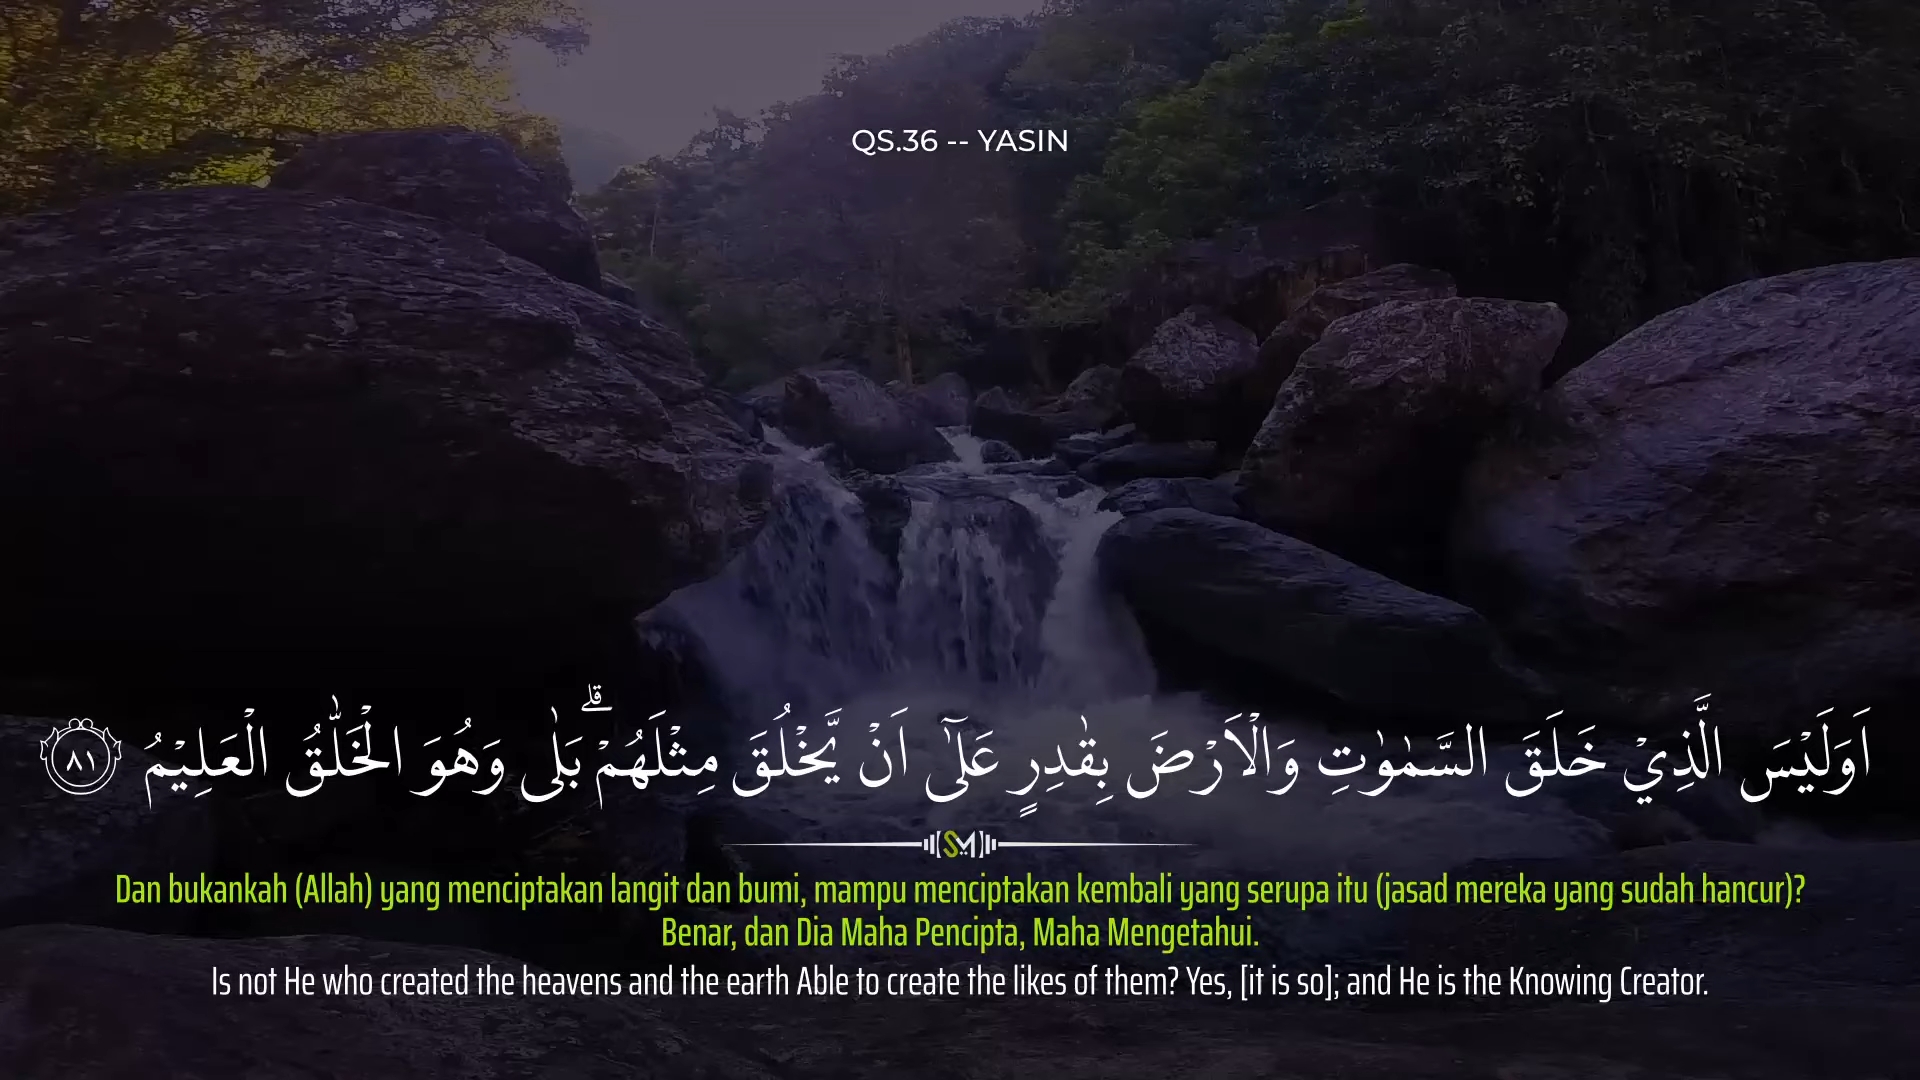 QS.36 -- YASIN
اَوَلَيْسَ الَّذِيْ خَلَقَ السَّمٰوٰتِ وَالْاَرْضَ بِقٰدِرٍ عَلٰٓى اَنْ يَّخْلُقَ مِثْلَهُمْ ۗبَلٰى وَهُوَ الْخَلّٰقُ الْعَلِيْمُ ٨١
SM
Dan bukankah (Allah) yang menciptakan langit dan bumi, mampu menciptakan kembali yang serupa itu (jasad mereka yang sudah hancur)?
Benar, dan Dia Maha Pencipta, Maha Mengetahui.
Is not He who created the heavens and the earth Able to create the likes of them? Yes, [it is so]; and He is the Knowing Creator.